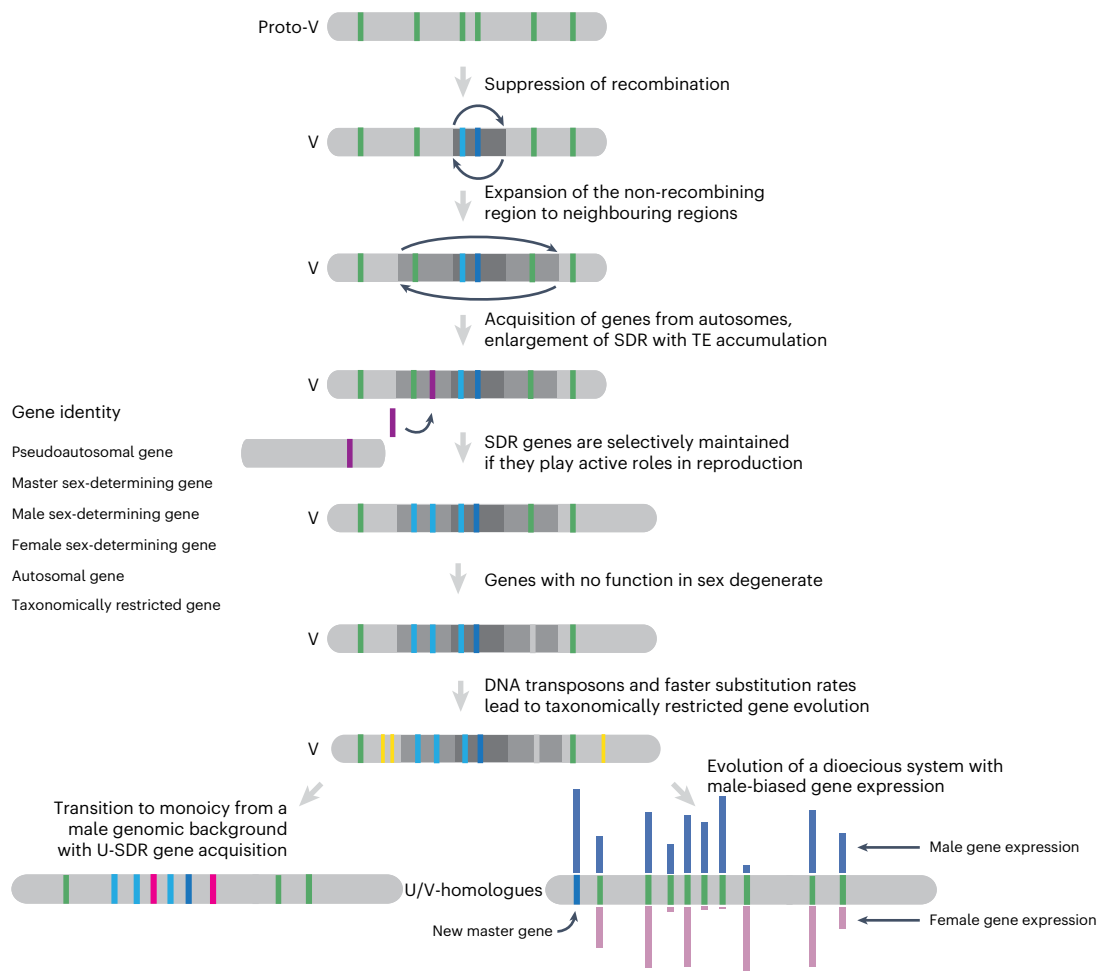 Proto-V
Suppression of recombination
V
Expansion of the non-recombining
region to neighbouring regions
V
Acquisition of genes from autosomes,
enlargement of SDR with TE accumulation
V
Gene identity
Pseudoautosomal gene
Master sex-determining gene
Male sex-determining gene
Female sex-determining gene
Autosomal gene
Taxonomically restricted gene
SDR genes are selectively maintained
if they play active roles in reproduction
V
Genes with no function in sex degenerate
V
DNA transposons and faster substitution rates
lead to taxonomically restricted gene evolution
V
Transition to monoicy from a
male genomic background
with U-SDR gene acquisition
Evolution of a dioecious system with
male-biased gene expression
Male gene expression
U/V-homologues
New master gene
Female gene expression